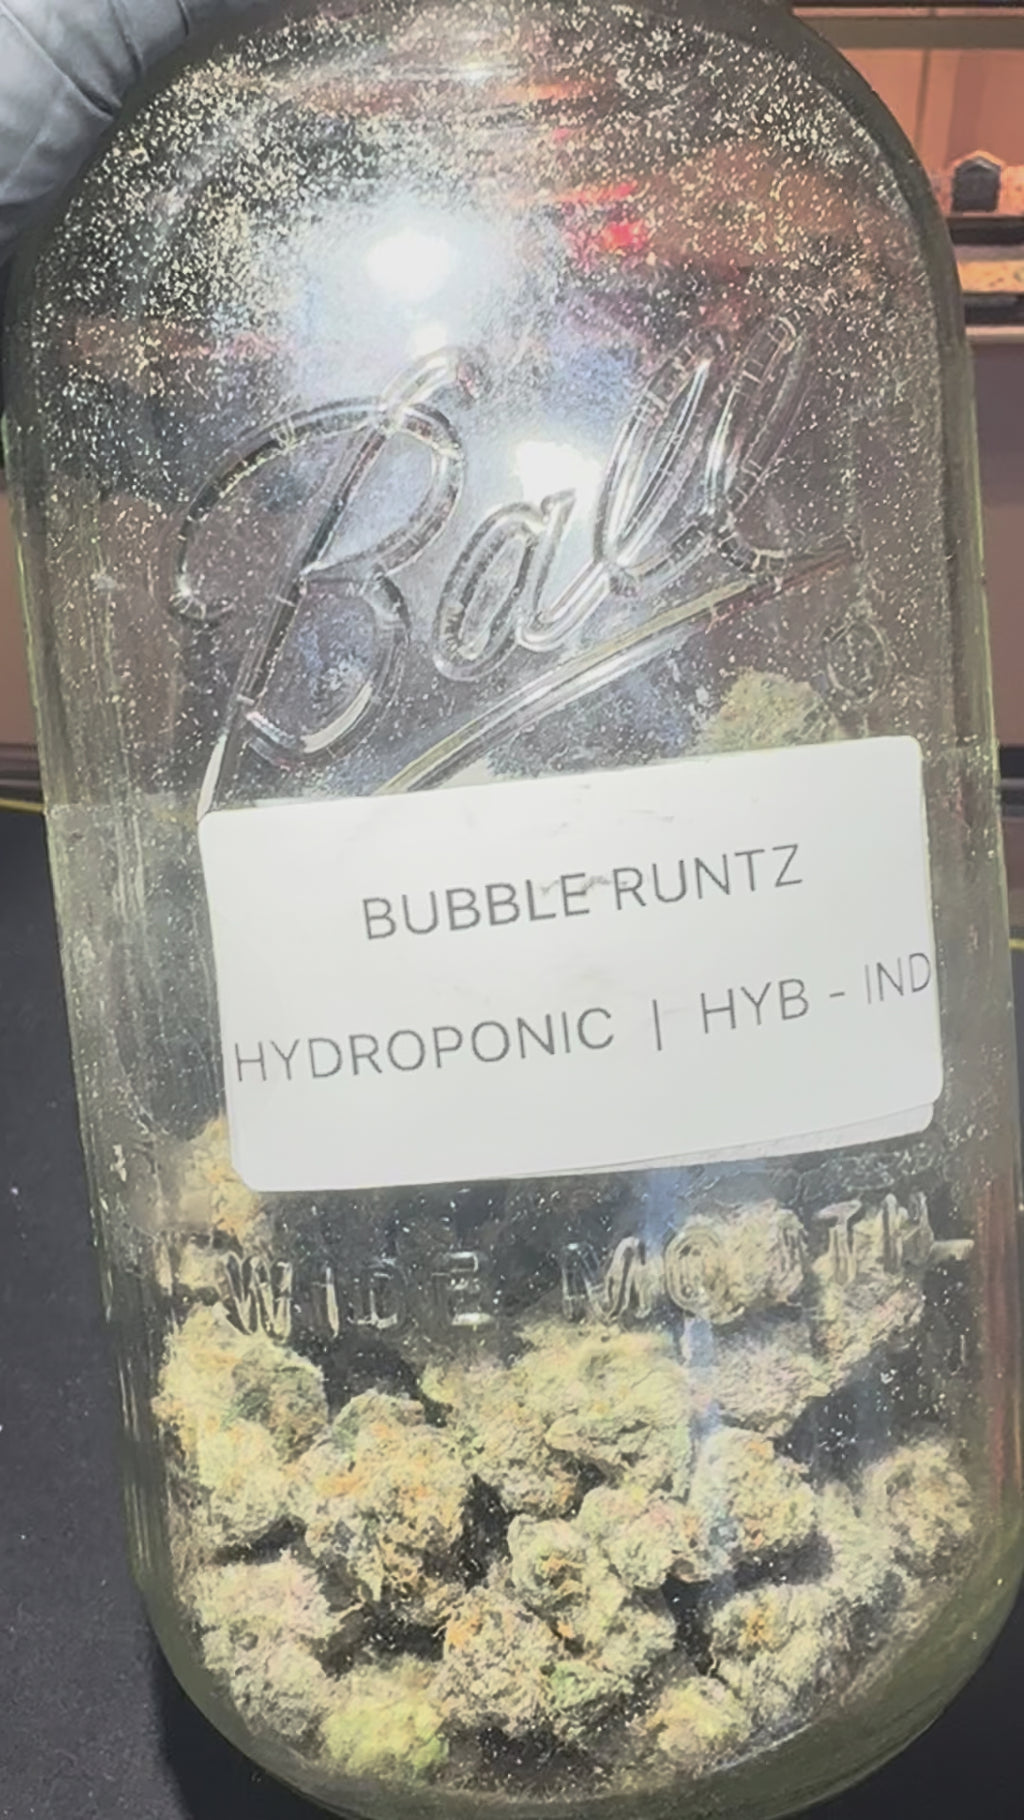 Ball
®
BUBBLE RUNTZ
HYDROPONIC | HYB - IND
WIDE MOUTH